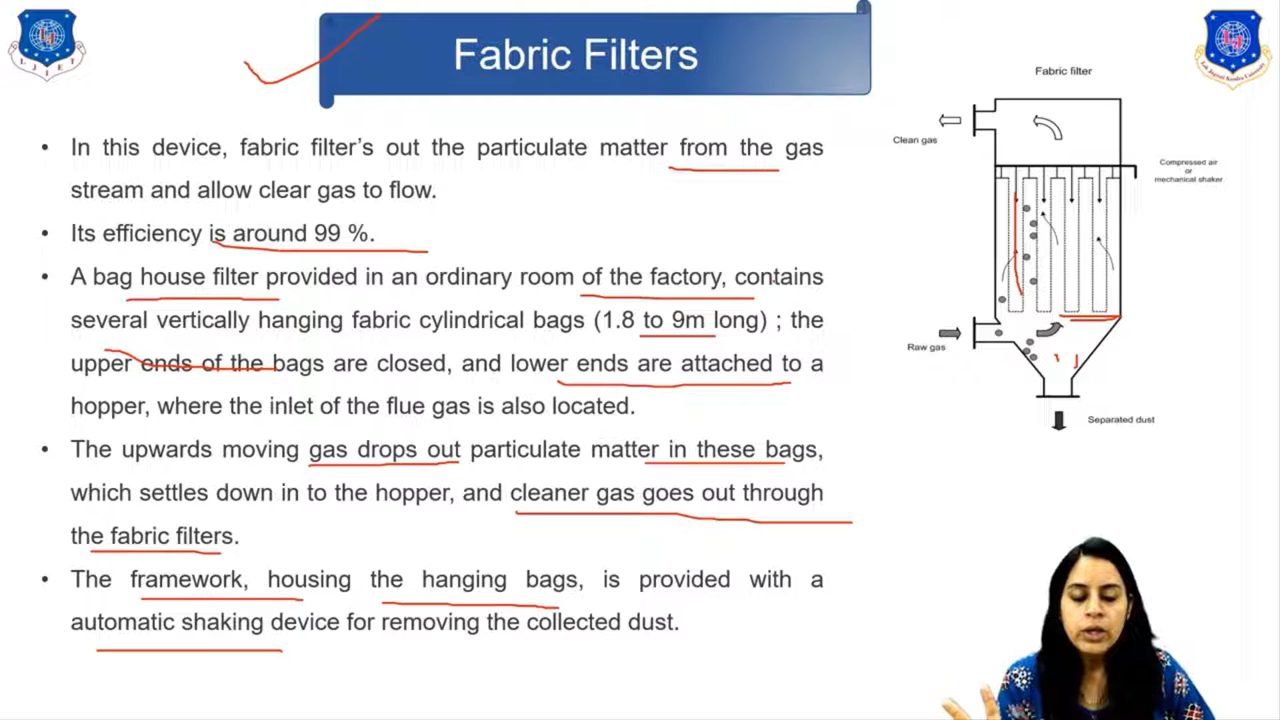 Fabric Filters
LJIET
• In this device, fabric filter's out the particulate matter from the gas
stream and allow clear gas to flow.
• Its efficiency is around 99 %.
• A bag house filter provided in an ordinary room of the factory, contains
several vertically hanging fabric cylindrical bags (1.8 to 9m long) ; the
upper ends of the bags are closed, and lower ends are attached to a
hopper, where the inlet of the flue gas is also located.
• The upwards moving gas drops out particulate matter in these bags,
which settles down in to the hopper, and cleaner gas goes out through
the fabric filters.
• The framework, housing the hanging bags, is provided with a
automatic shaking device for removing the collected dust.
Fabric filter
Clean gas
Compressed air
or
mechanical shaker
Raw gas
Separated dust